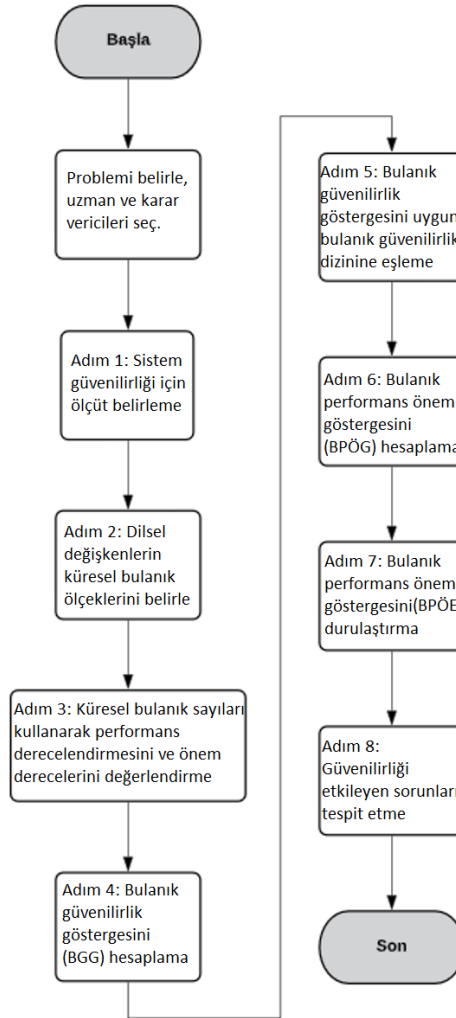 Başla
Problemi belirle,
uzman ve karar
vericileri seç.
Adım 1: Sistem
güvenilirliği için
ölçüt belirleme
Adım 2: Dilsel
değişkenlerin
küresel bulanık
ölçeklerini belirle
Adım 3: Küresel bulanık sayıları
kullanarak performans
derecelendirmesini ve önem
derecelerini değerlendirme
Adım 4: Bulanık
güvenilirlik
göstergesini
(BGG) hesaplama
Adım 5: Bulanık
güvenilirlik
göstergesini uygun
bulanık güvenilirlik
dizinine eşleme
Adım 6: Bulanık
performans önem
göstergesini
(BPÖG) hesaplama
Adım 7: Bulanık
performans önem
göstergesini(BPÖE
durulaştırma
Adım 8:
Güvenilirliği
etkileyen sorunları
tespit etme
Son